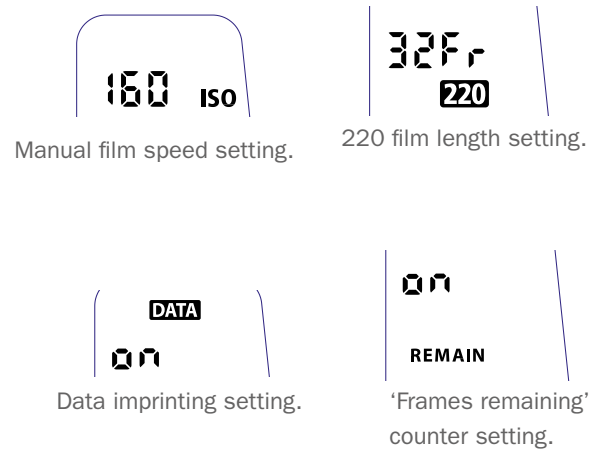 160 ISO
Manual film speed setting.
32Fr
220
220 film length setting.
DATA
on
Data imprinting setting.
on
REMAIN
‘Frames remaining’
counter setting.